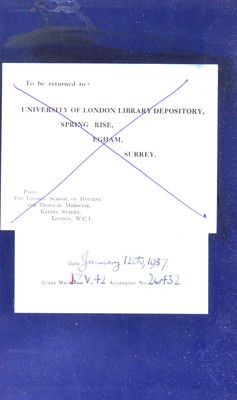 To be returned to:
UNIVERSITY OF LONDON LIBRARY DEPOSITORY,
SPRING RISE,
EGHAM,
SURREY.
From
THE LONDON SCHOOL OF HYGIENE
AND TROPICAL MEDICINE,
KEPPEL STREET,
LONDON, W.C.1.
Date January 12th, 1937.
Class Mark V.42 Accession No. 26432